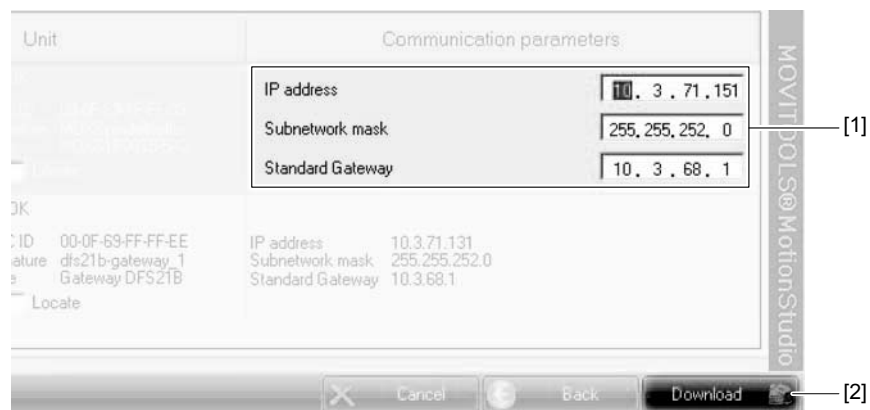 Unit
Communication parameters
IP address 10. 3 . 71 .151
Subnetwork mask 255.255.252. 0
Standard Gateway 10. 3 . 68. 1
[1]
MOVITOOLS®MotionStudio
OK
ID 00-0F-69-FF-FF-EE
ature dfs21b-gateway_1
e Gateway DFS21B
Locate
IP address 10.3.71.131
Subnetwork mask 255.255.252.0
Standard Gateway 10.3.68.1
Cancel
Back
Download
[2]